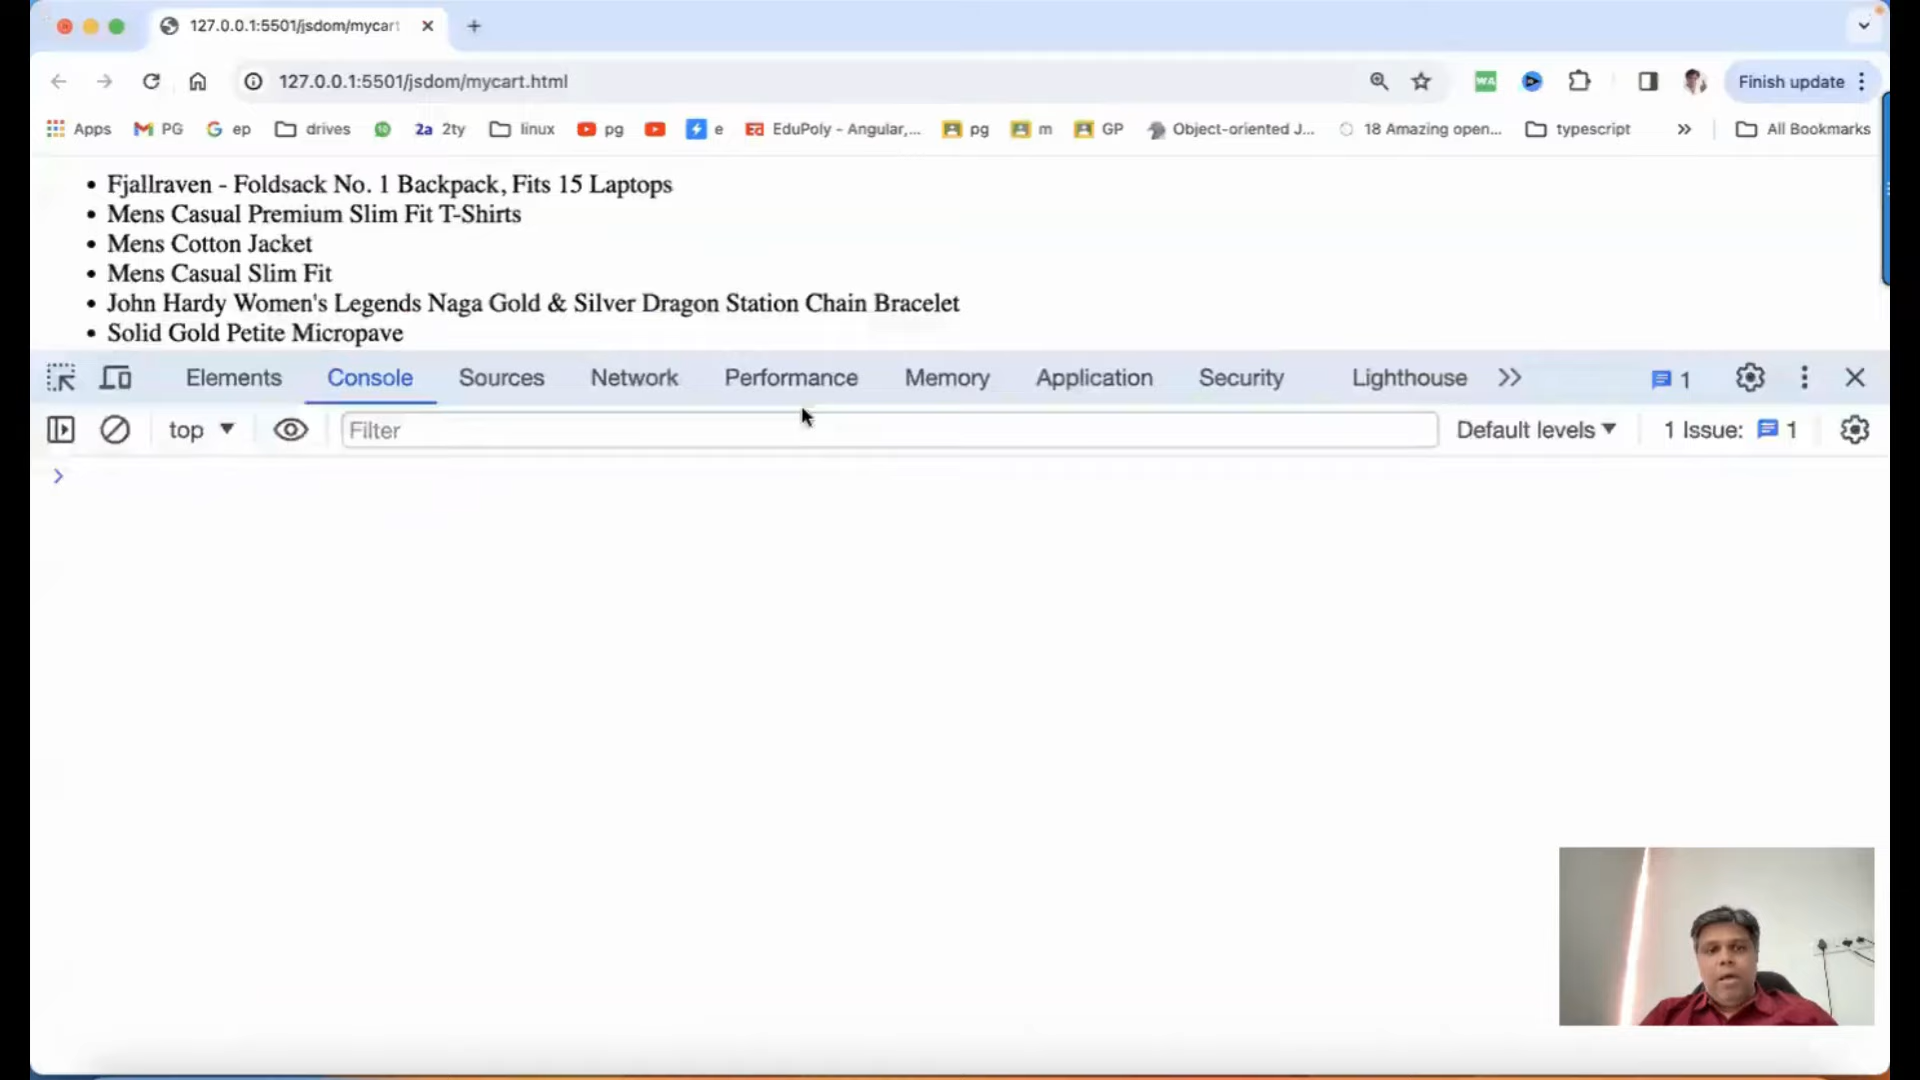 127.0.0.1:5501/jsdom/mycart
127.0.0.1:5501/jsdom/mycart.html
Finish update
Apps PG ep drives 2a 2ty linux pg e EduPoly - Angular,... pg m GP Object-oriented J... 18 Amazing open... typescript » All Bookmarks
• Fjallraven - Foldsack No. 1 Backpack, Fits 15 Laptops
• Mens Casual Premium Slim Fit T-Shirts
• Mens Cotton Jacket
• Mens Casual Slim Fit
• John Hardy Women's Legends Naga Gold & Silver Dragon Station Chain Bracelet
• Solid Gold Petite Micropave
Elements Console Sources Network Performance Memory Application Security Lighthouse » 1
top Filter Default levels 1 Issue: 1